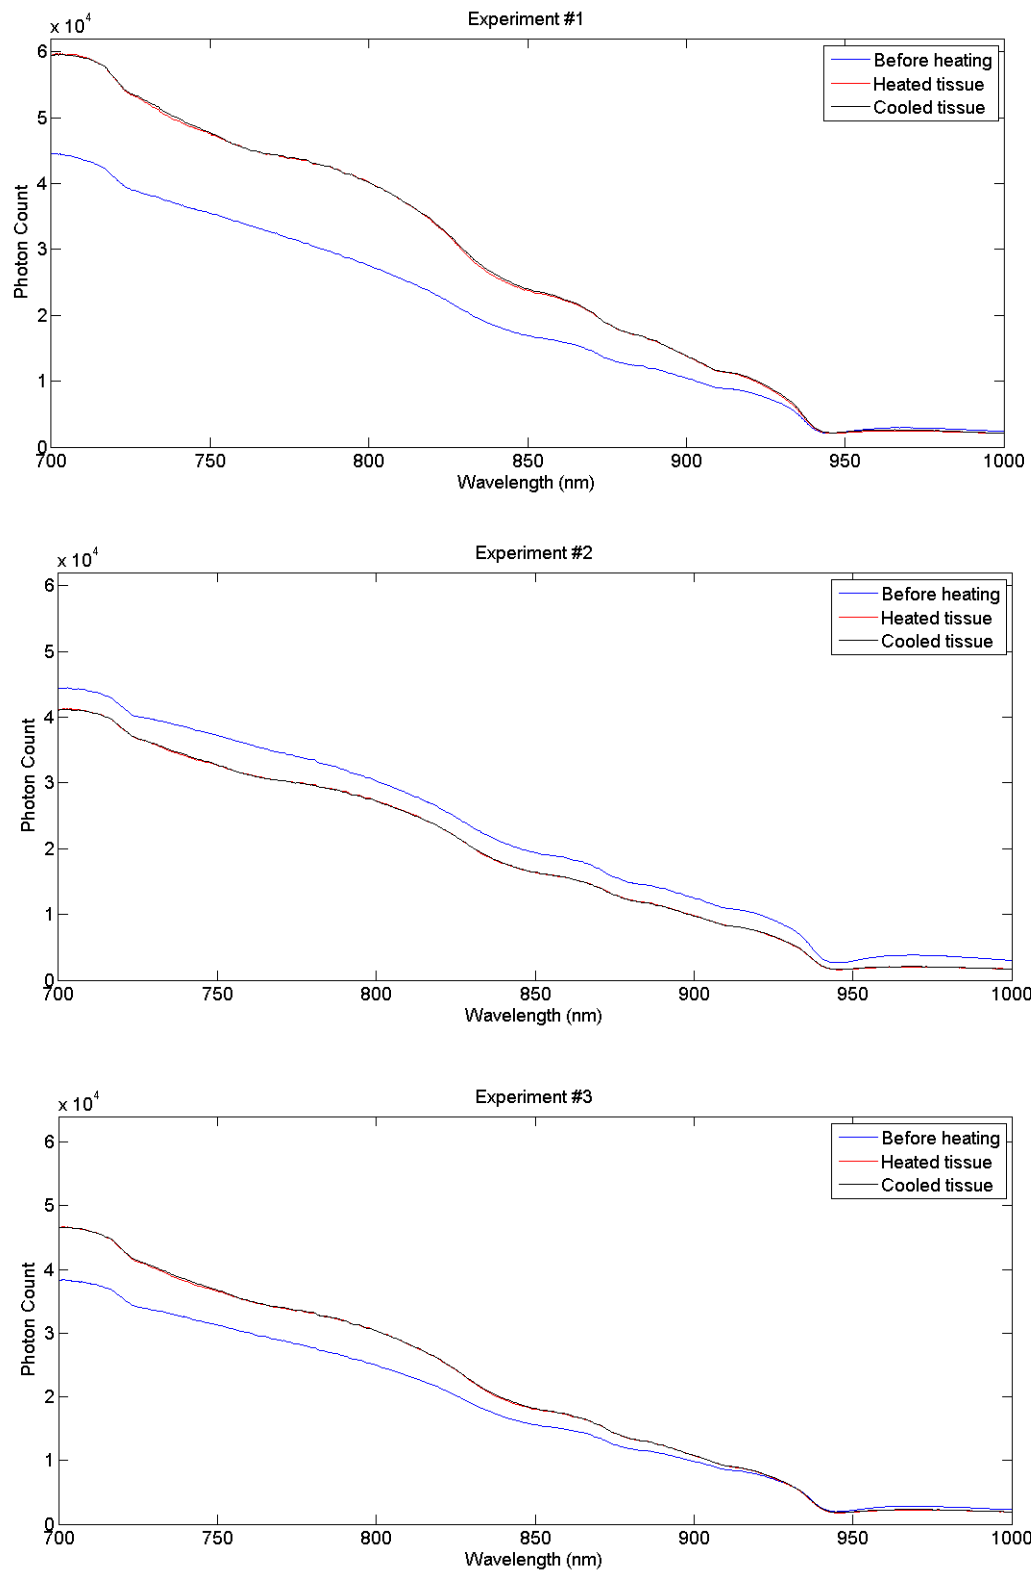 Experiment #1
x 10^4
Before heating
Heated tissue
Cooled tissue
6
5
4
3
2
1
0
Photon Count
700 750 800 850 900 950 1000
Wavelength (nm)
Experiment #2
x 10^4
Before heating
Heated tissue
Cooled tissue
6
5
4
3
2
1
0
Photon Count
700 750 800 850 900 950 1000
Wavelength (nm)
Experiment #3
x 10^4
Before heating
Heated tissue
Cooled tissue
6
5
4
3
2
1
0
Photon Count
700 750 800 850 900 950 1000
Wavelength (nm)